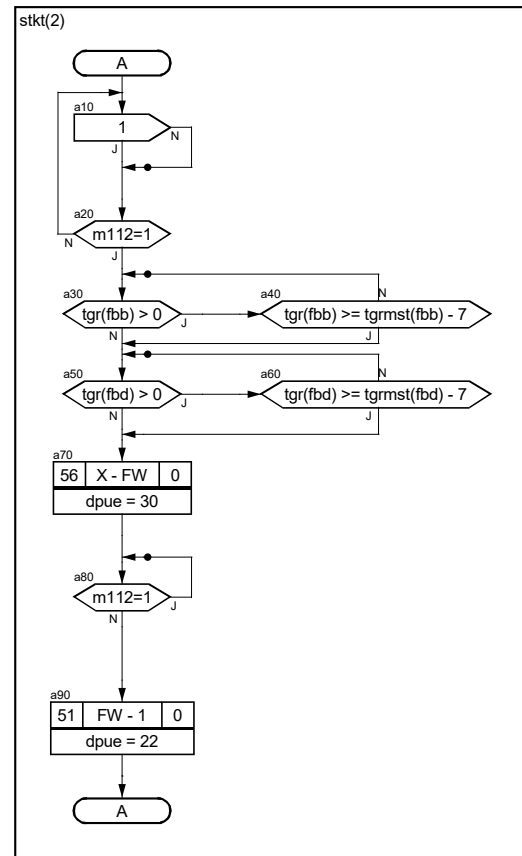 stkt(2)
A
a10
1
N
J
a20
m112=1
N
J
N
a30
tgr(fbb) > 0
J
a40
tgr(fbb) >= tgrmst(fbb) - 7
N
J
N
a50
tgr(fbd) > 0
J
a60
tgr(fbd) >= tgrmst(fbd) - 7
N
J
a70
56 X - FW 0
dpue = 30
a80
m112=1
J
N
a90
51 FW - 1 0
dpue = 22
A